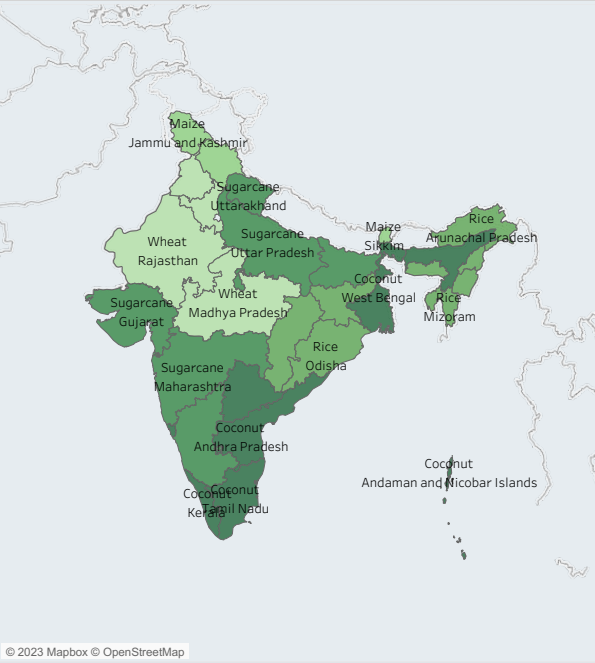 Maize
Jammu and Kashmir
Sugarcane
Uttarakhand
Rice
Arunachal Pradesh
Maize
Sikkim
Sugarcane
Uttar Pradesh
Wheat
Rajasthan
Coconut
West Bengal
Wheat
Madhya Pradesh
Rice
Mizoram
Sugarcane
Gujarat
Rice
Odisha
Sugarcane
Maharashtra
Coconut
Andhra Pradesh
Coconut
Andaman and Nicobar Islands
Coconut
Kerala
Coconut
Tamil Nadu
© 2023 Mapbox © OpenStreetMap